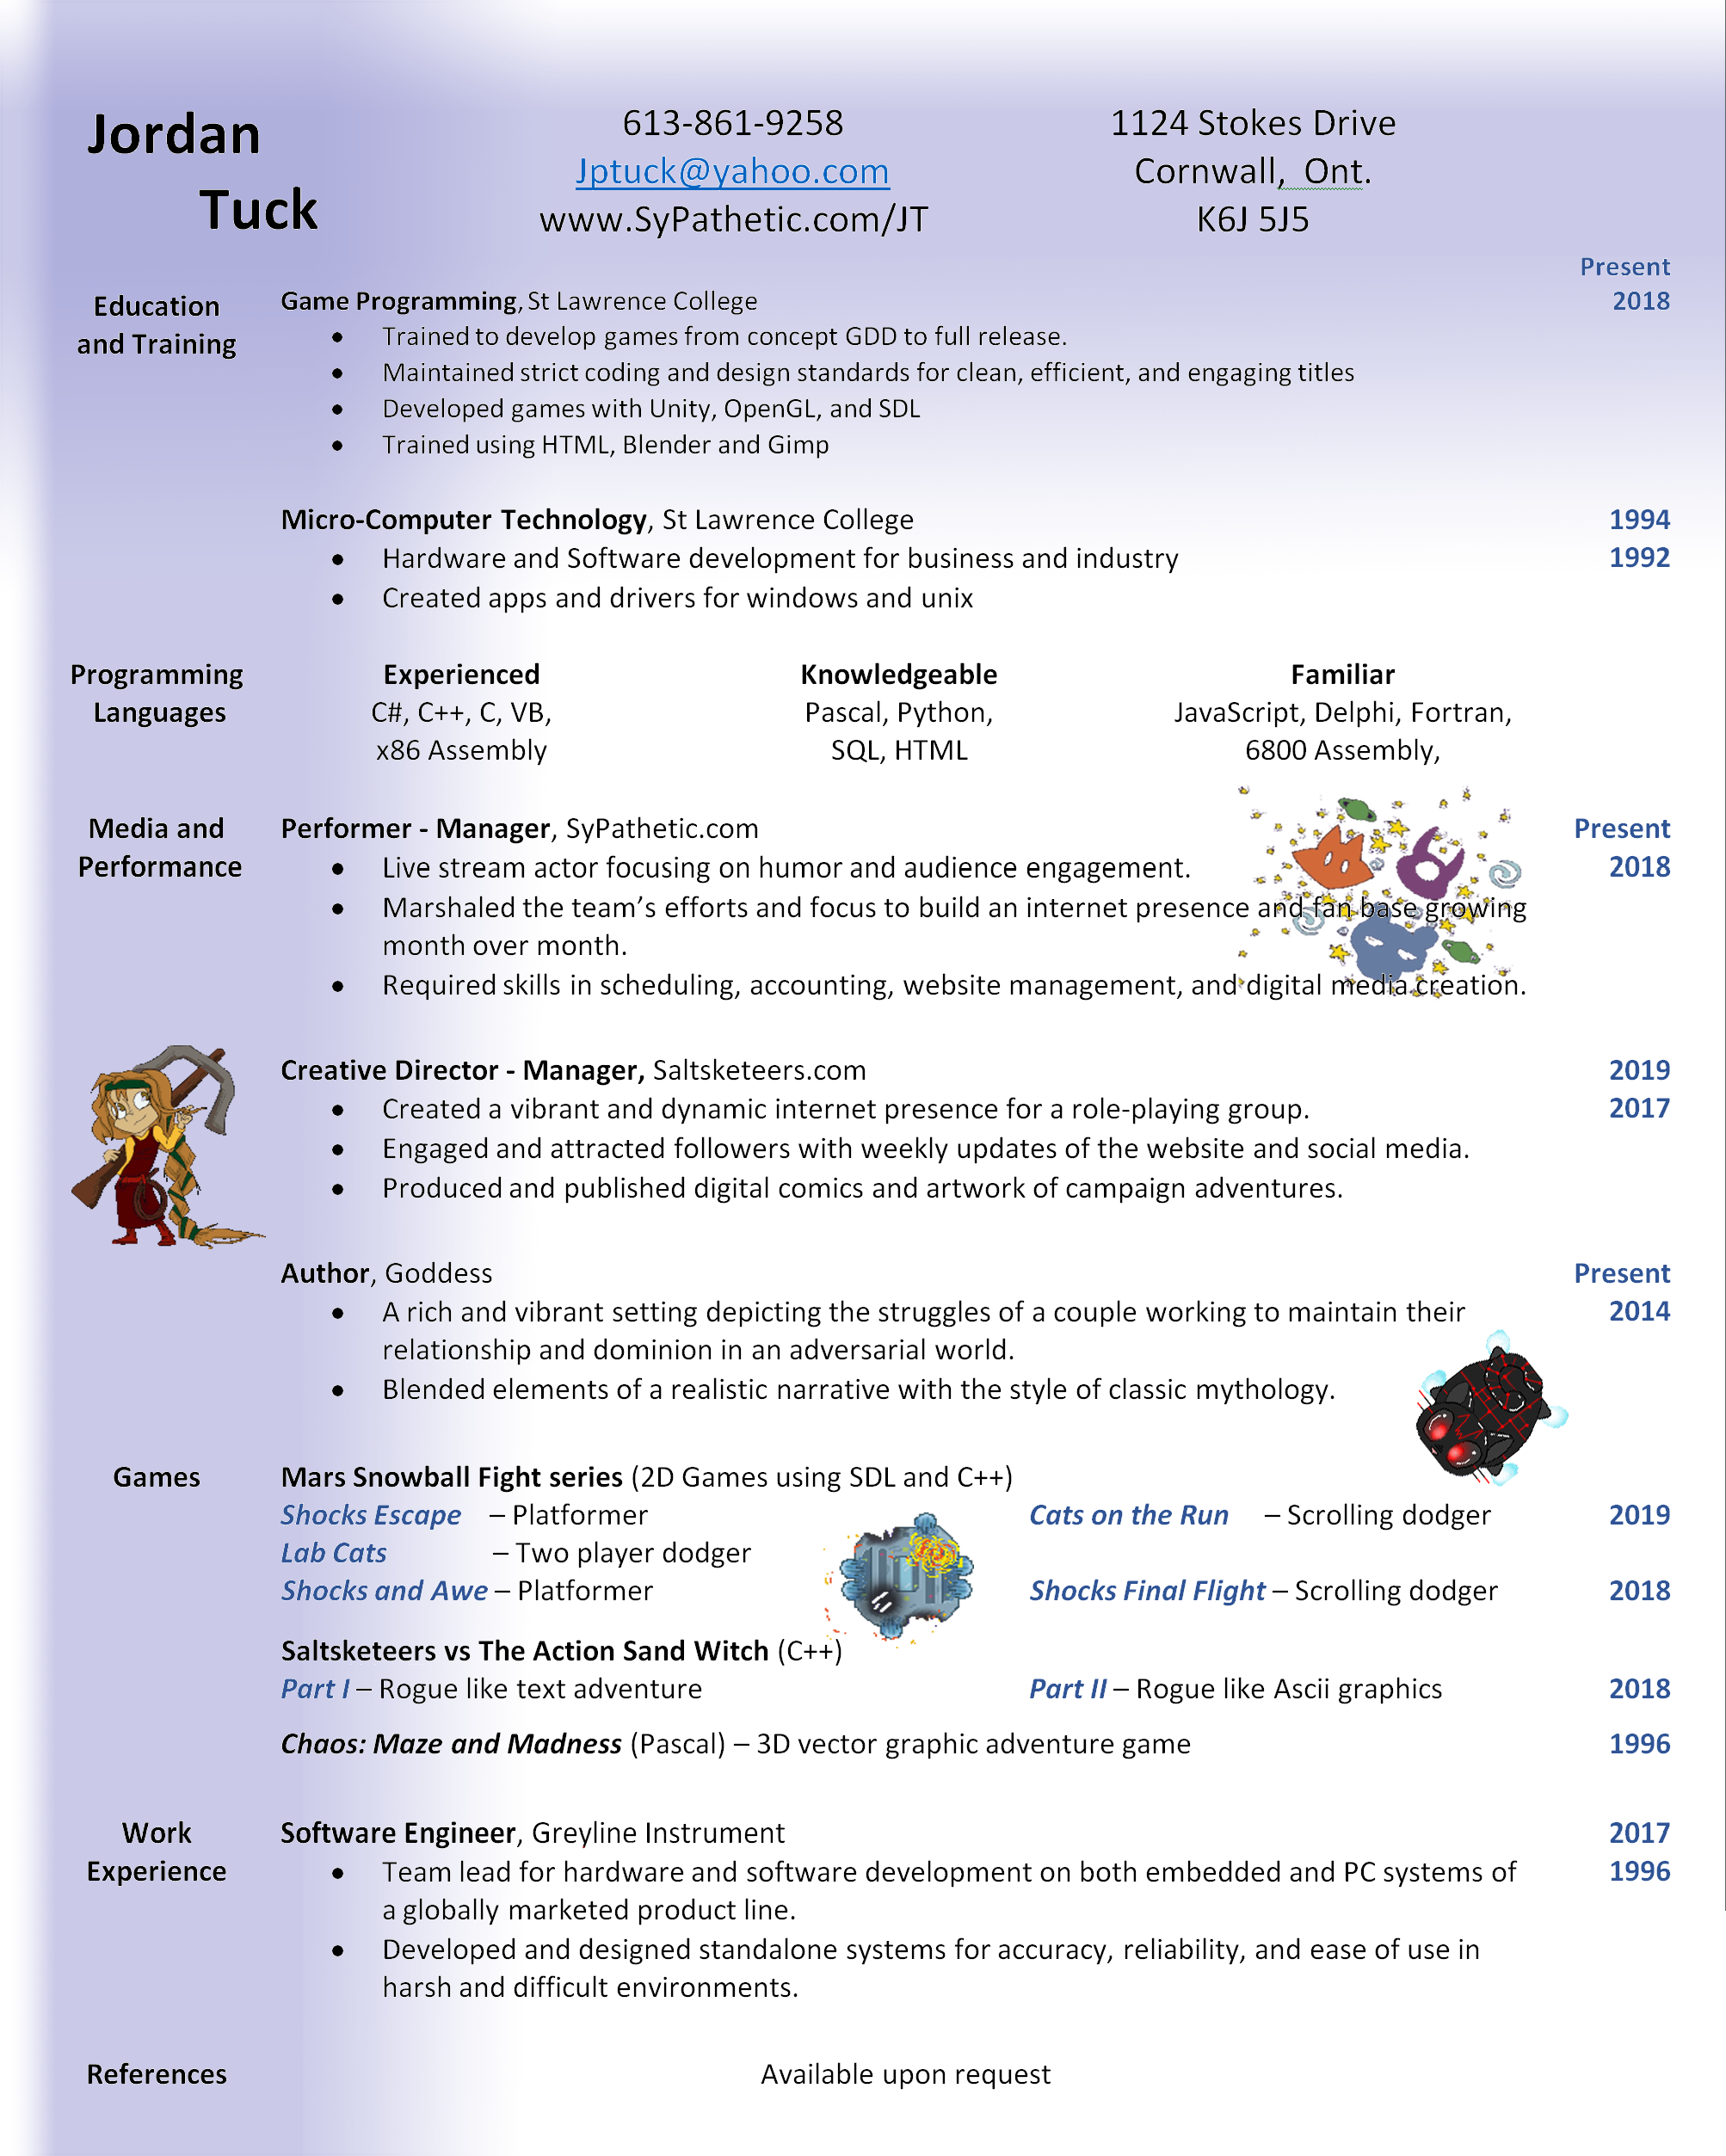 Jordan
Tuck
613-861-9258
Jptuck@yahoo.com
www.SyPathetic.com/JT
1124 Stokes Drive
Cornwall,  Ont.
K6J 5J5
Education
and Training
Present
Game Programming, St Lawrence College 2018
• Trained to develop games from concept GDD to full release.
• Maintained strict coding and design standards for clean, efficient, and engaging titles
• Developed games with Unity, OpenGL, and SDL
• Trained using HTML, Blender and Gimp
Micro-Computer Technology, St Lawrence College 1994
• Hardware and Software development for business and industry 1992
• Created apps and drivers for windows and unix
Programming
Languages
Experienced
C#, C++, C, VB,
x86 Assembly
Knowledgeable
Pascal, Python,
SQL, HTML
Familiar
JavaScript, Delphi, Fortran,
6800 Assembly,
Media and
Performance
Performer - Manager, SyPathetic.com Present
• Live stream actor focusing on humor and audience engagement. 2018
• Marshaled the team’s efforts and focus to build an internet presence and fan base growing
month over month.
• Required skills in scheduling, accounting, website management, and digital media creation.
Creative Director - Manager, Saltsketeers.com 2019
• Created a vibrant and dynamic internet presence for a role-playing group. 2017
• Engaged and attracted followers with weekly updates of the website and social media.
• Produced and published digital comics and artwork of campaign adventures.
Author, Goddess Present
• A rich and vibrant setting depicting the struggles of a couple working to maintain their 2014
relationship and dominion in an adversarial world.
• Blended elements of a realistic narrative with the style of classic mythology.
Games
Mars Snowball Fight series (2D Games using SDL and C++)
Shocks Escape – Platformer Cats on the Run – Scrolling dodger 2019
Lab Cats – Two player dodger
Shocks and Awe – Platformer Shocks Final Flight – Scrolling dodger 2018
Saltsketeers vs The Action Sand Witch (C++)
Part I – Rogue like text adventure Part II – Rogue like Ascii graphics 2018
Chaos: Maze and Madness (Pascal) – 3D vector graphic adventure game 1996
Work
Experience
Software Engineer, Greyline Instrument 2017
• Team lead for hardware and software development on both embedded and PC systems of 1996
a globally marketed product line.
• Developed and designed standalone systems for accuracy, reliability, and ease of use in
harsh and difficult environments.
References Available upon request